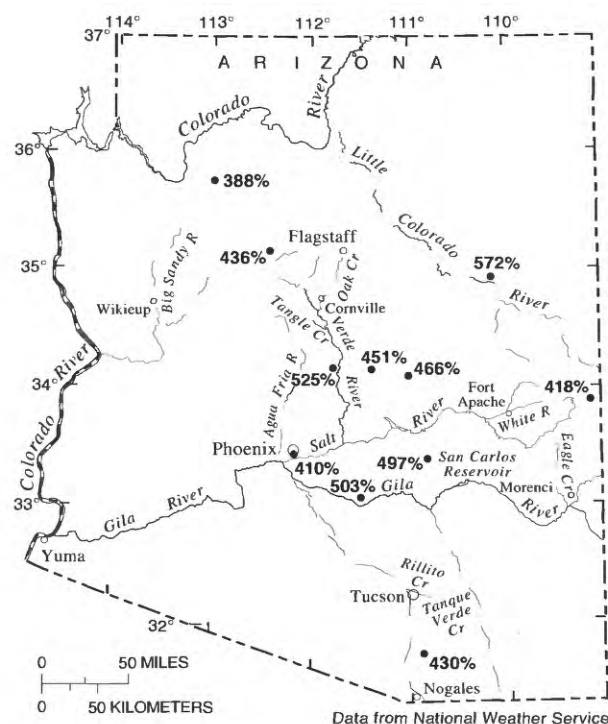 37°
114°
113°
112°
111°
110°
A R I Z O N A
Colorado
River
36°
388%
Little
Colorado
River
572%
Flagstaff
436%
35°
Big Sandy R
Wikieup
Oak Cr
Cornville
Tangle Cr
Verde
River
451%
466%
525%
34°
Colorado
River
Agua Fria R
Fort
Apache
418%
White R
Salt
River
Phoenix
410%
497%
San Carlos
Reservoir
Eagle Cr
503%
Gila
River
Morenci
33°
Gila
River
Yuma
Rillito
Cr
Tucson
Tanque
Verde
Cr
32°
430%
Nogales
0 50 MILES
0 50 KILOMETERS
Data from National Weather Service